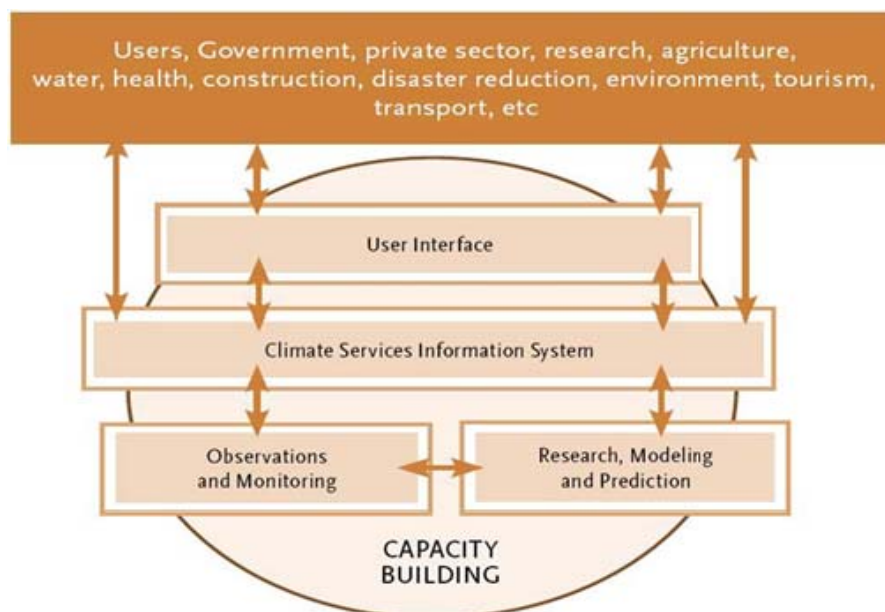 Users, Government, private sector, research, agriculture,
water, health, construction, disaster reduction, environment, tourism,
transport, etc
User Interface
Climate Services Information System
Observations
and Monitoring
Research, Modeling
and Prediction
CAPACITY
BUILDING